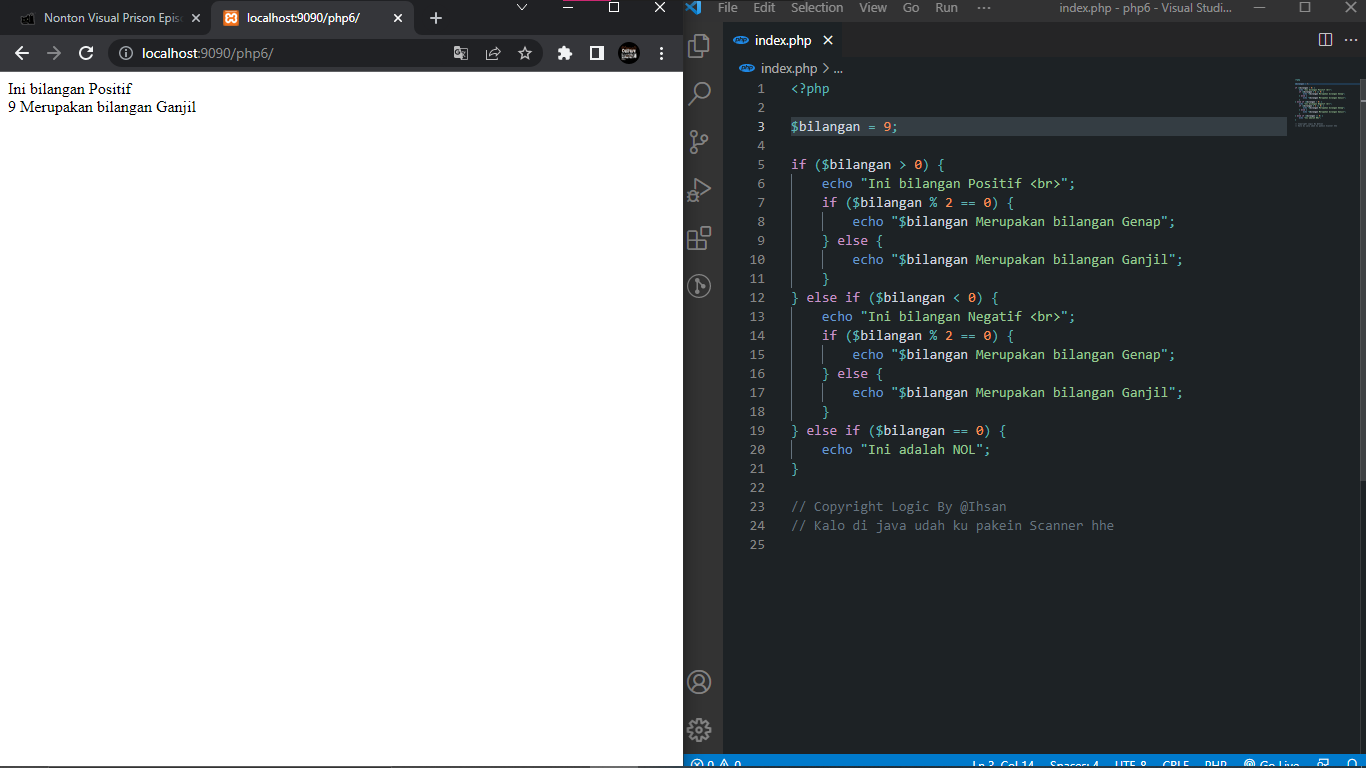 Nonton Visual Prison Epis
localhost:9090/php6/
localhost:9090/php6/
Ini bilangan Positif
9 Merupakan bilangan Ganjil
File Edit Selection View Go Run ··· index.php - php6 - Visual Studi...
index.php
index.php > ...
1 <?php
2
3 $bilangan = 9;
4
5 if ($bilangan > 0) {
6 echo "Ini bilangan Positif <br>";
7 if ($bilangan % 2 == 0) {
8 echo "$bilangan Merupakan bilangan Genap";
9 } else {
10 echo "$bilangan Merupakan bilangan Ganjil";
11 }
12 } else if ($bilangan < 0) {
13 echo "Ini bilangan Negatif <br>";
14 if ($bilangan % 2 == 0) {
15 echo "$bilangan Merupakan bilangan Genap";
16 } else {
17 echo "$bilangan Merupakan bilangan Ganjil";
18 }
19 } else if ($bilangan == 0) {
20 echo "Ini adalah NOL";
21 }
22
23 // Copyright Logic By @Ihsan
24 // Kalo di java udah ku pakein Scanner hhe
25
0 0 Ln 3, Col 14 Spaces: 4 UTF-8 CRLF PHP Go Live